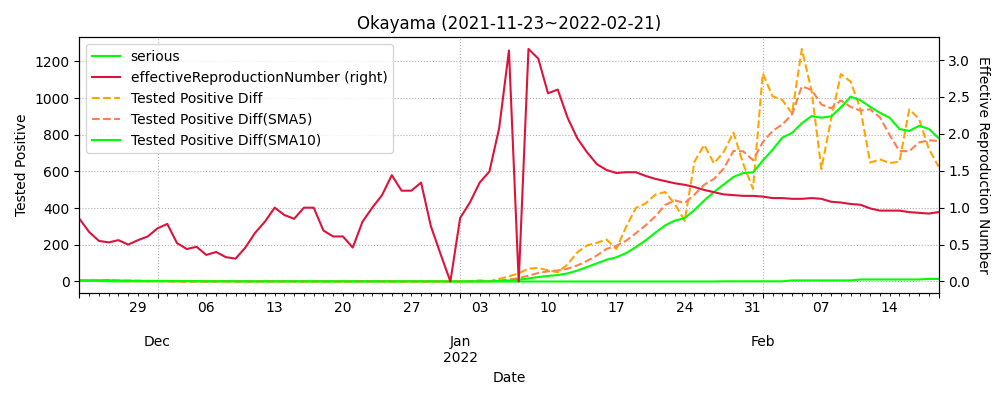 Okayama (2021-11-23~2022-02-21)
serious
effectiveReproductionNumber (right)
Tested Positive Diff
Tested Positive Diff(SMA5)
Tested Positive Diff(SMA10)
Tested Positive
1200
1000
800
600
400
200
0
Effective Reproduction Number
3.0
2.5
2.0
1.5
1.0
0.5
0.0
29 06 13 20 27 03 10 17 24 31 07 14
Dec Jan Feb
2022
Date